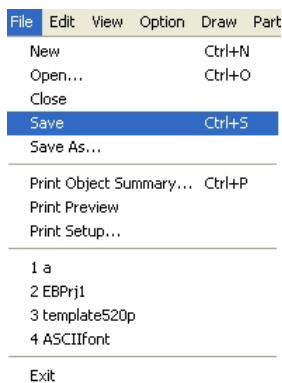 File Edit View Option Draw Part
New Ctrl+N
Open... Ctrl+O
Close
Save Ctrl+S
Save As...
Print Object Summary... Ctrl+P
Print Preview
Print Setup...
1 a
2 EBPrj1
3 template520p
4 ASCIIfont
Exit